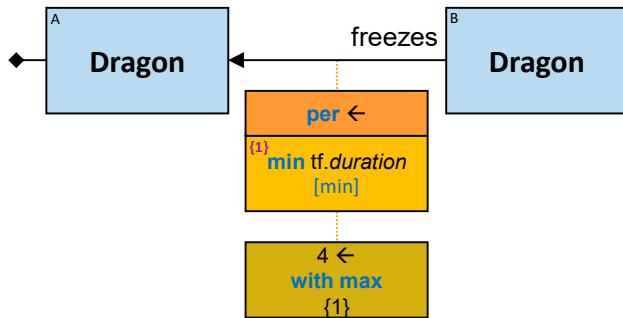 A
Dragon
freezes
B
Dragon
per ←
{1}
min tf.duration
[min]
4 ←
with max
{1}